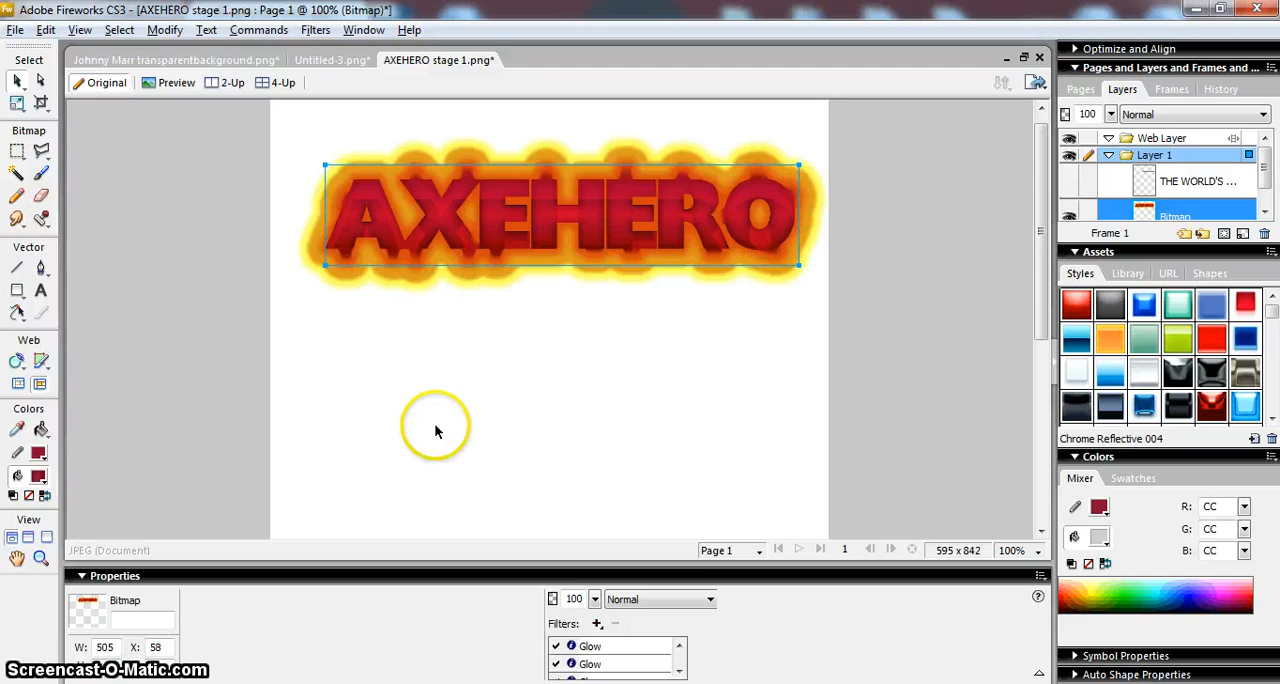 Adobe Fireworks CS3 - [AXEHERO stage 1.png : Page 1 @ 100% (Bitmap)*]
File Edit View Select Modify Text Commands Filters Window Help
Select
Johnny Marr transparentbackground.png* Untitled-3.png* AXEHERO stage 1.png*
Original Preview 2-Up 4-Up
Optimize and Align
Pages and Layers and Frames and ...
Pages Layers Frames History
100 Normal
Bitmap
Web Layer
Layer 1
THE WORLD'S ...
Bitmap
Frame 1
AXEHERO
Vector
Assets
Styles Library URL Shapes
Web
Colors
Chrome Reflective 004
Colors
Mixer Swatches
R: CC
G: CC
B: CC
View
JPEG (Document) Page 1 1 595 x 842 100%
Properties
Bitmap
100 Normal
Filters:
W: 505 X: 58
Glow
Glow
Symbol Properties
Auto Shape Properties
Screencast-O-Matic.com